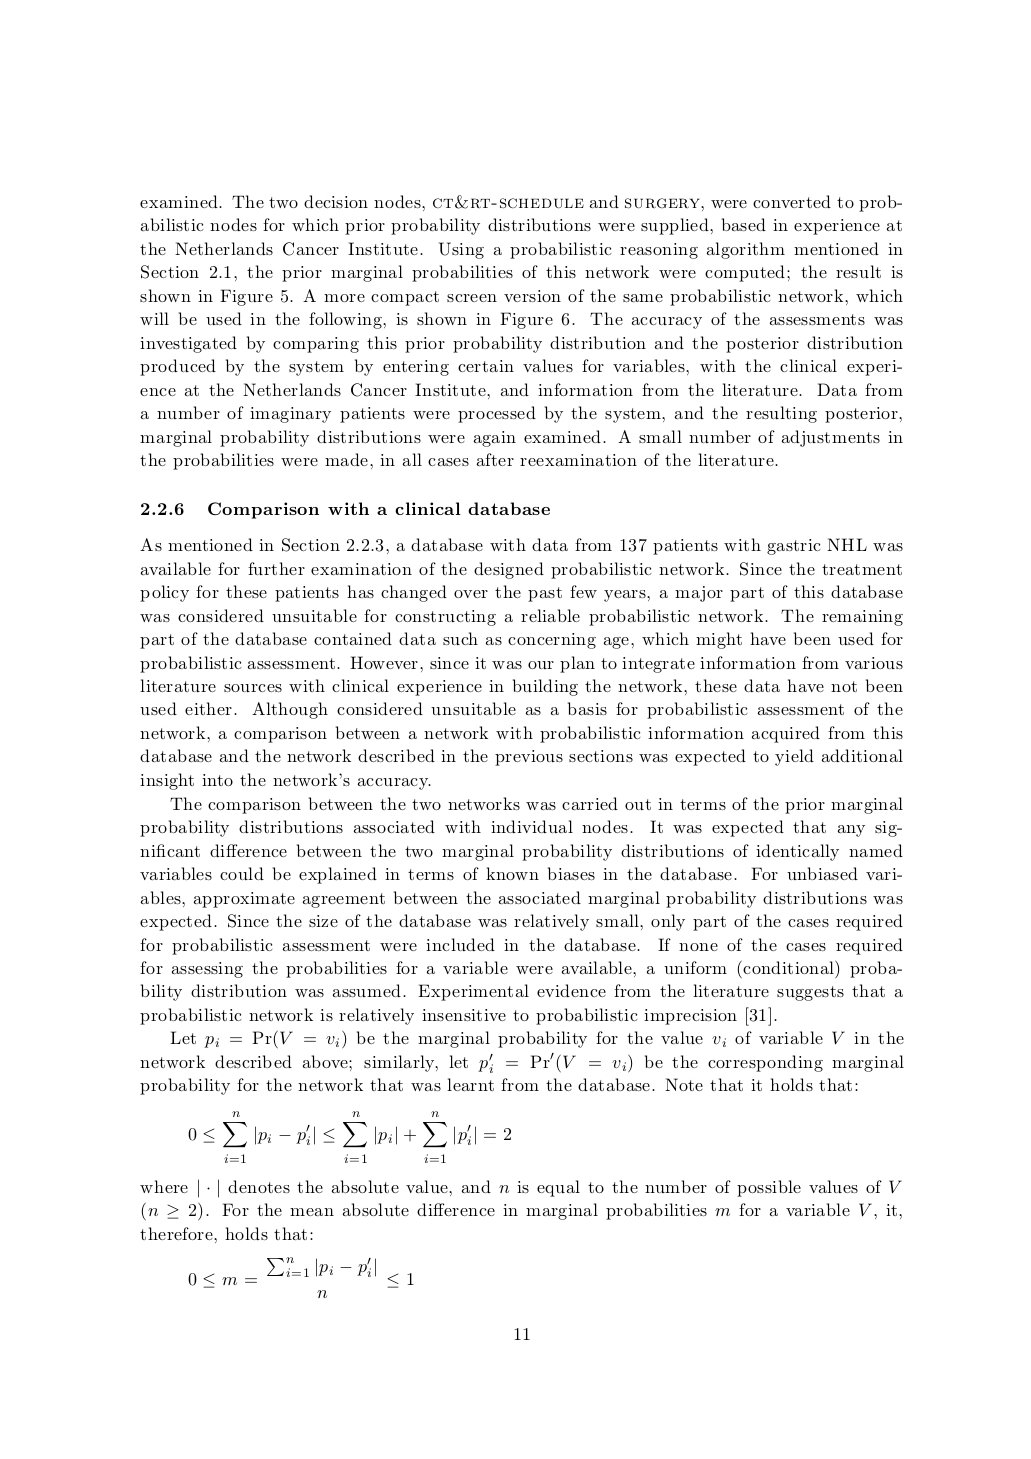 examined. The two decision nodes, CT&RT-SCHEDULE and SURGERY, were converted to prob-
abilistic nodes for which prior probability distributions were supplied, based in experience at
the Netherlands Cancer Institute. Using a probabilistic reasoning algorithm mentioned in
Section 2.1, the prior marginal probabilities of this network were computed; the result is
shown in Figure 5. A more compact screen version of the same probabilistic network, which
will be used in the following, is shown in Figure 6. The accuracy of the assessments was
investigated by comparing this prior probability distribution and the posterior distribution
produced by the system by entering certain values for variables, with the clinical experi-
ence at the Netherlands Cancer Institute, and information from the literature. Data from
a number of imaginary patients were processed by the system, and the resulting posterior,
marginal probability distributions were again examined. A small number of adjustments in
the probabilities were made, in all cases after reexamination of the literature.
2.2.6 Comparison with a clinical database
As mentioned in Section 2.2.3, a database with data from 137 patients with gastric NHL was
available for further examination of the designed probabilistic network. Since the treatment
policy for these patients has changed over the past few years, a major part of this database
was considered unsuitable for constructing a reliable probabilistic network. The remaining
part of the database contained data such as concerning age, which might have been used for
probabilistic assessment. However, since it was our plan to integrate information from various
literature sources with clinical experience in building the network, these data have not been
used either. Although considered unsuitable as a basis for probabilistic assessment of the
network, a comparison between a network with probabilistic information acquired from this
database and the network described in the previous sections was expected to yield additional
insight into the network's accuracy.
The comparison between the two networks was carried out in terms of the prior marginal
probability distributions associated with individual nodes. It was expected that any sig-
nificant difference between the two marginal probability distributions of identically named
variables could be explained in terms of known biases in the database. For unbiased vari-
ables, approximate agreement between the associated marginal probability distributions was
expected. Since the size of the database was relatively small, only part of the cases required
for probabilistic assessment were included in the database. If none of the cases required
for assessing the probabilities for a variable were available, a uniform (conditional) proba-
bility distribution was assumed. Experimental evidence from the literature suggests that a
probabilistic network is relatively insensitive to probabilistic imprecision [31].
Let p_i = Pr(V = v_i) be the marginal probability for the value v_i of variable V in the
network described above; similarly, let p′_i = Pr′(V = v_i) be the corresponding marginal
probability for the network that was learnt from the database. Note that it holds that:
0 ≤ ∑_{i=1}^{n} |p_i − p′_i| ≤ ∑_{i=1}^{n} |p_i| + ∑_{i=1}^{n} |p′_i| = 2
where | · | denotes the absolute value, and n is equal to the number of possible values of V
(n ≥ 2). For the mean absolute difference in marginal probabilities m for a variable V, it,
therefore, holds that:
0 ≤ m = ∑_{i=1}^{n} |p_i − p′_i| / n ≤ 1
11